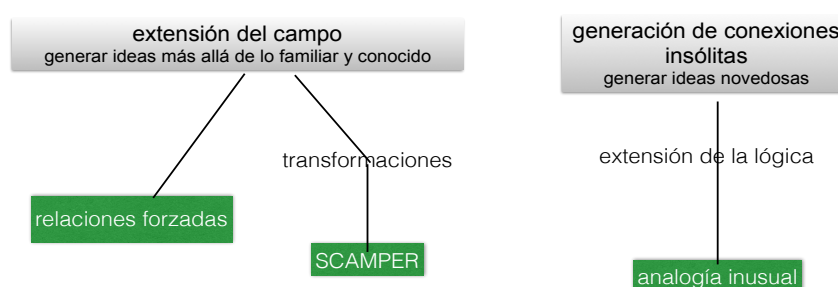 extensión del campo
generar ideas más allá de lo familiar y conocido
transformaciones
relaciones forzadas
SCAMPER
generación de conexiones
insólitas
generar ideas novedosas
extensión de la lógica
analogía inusual